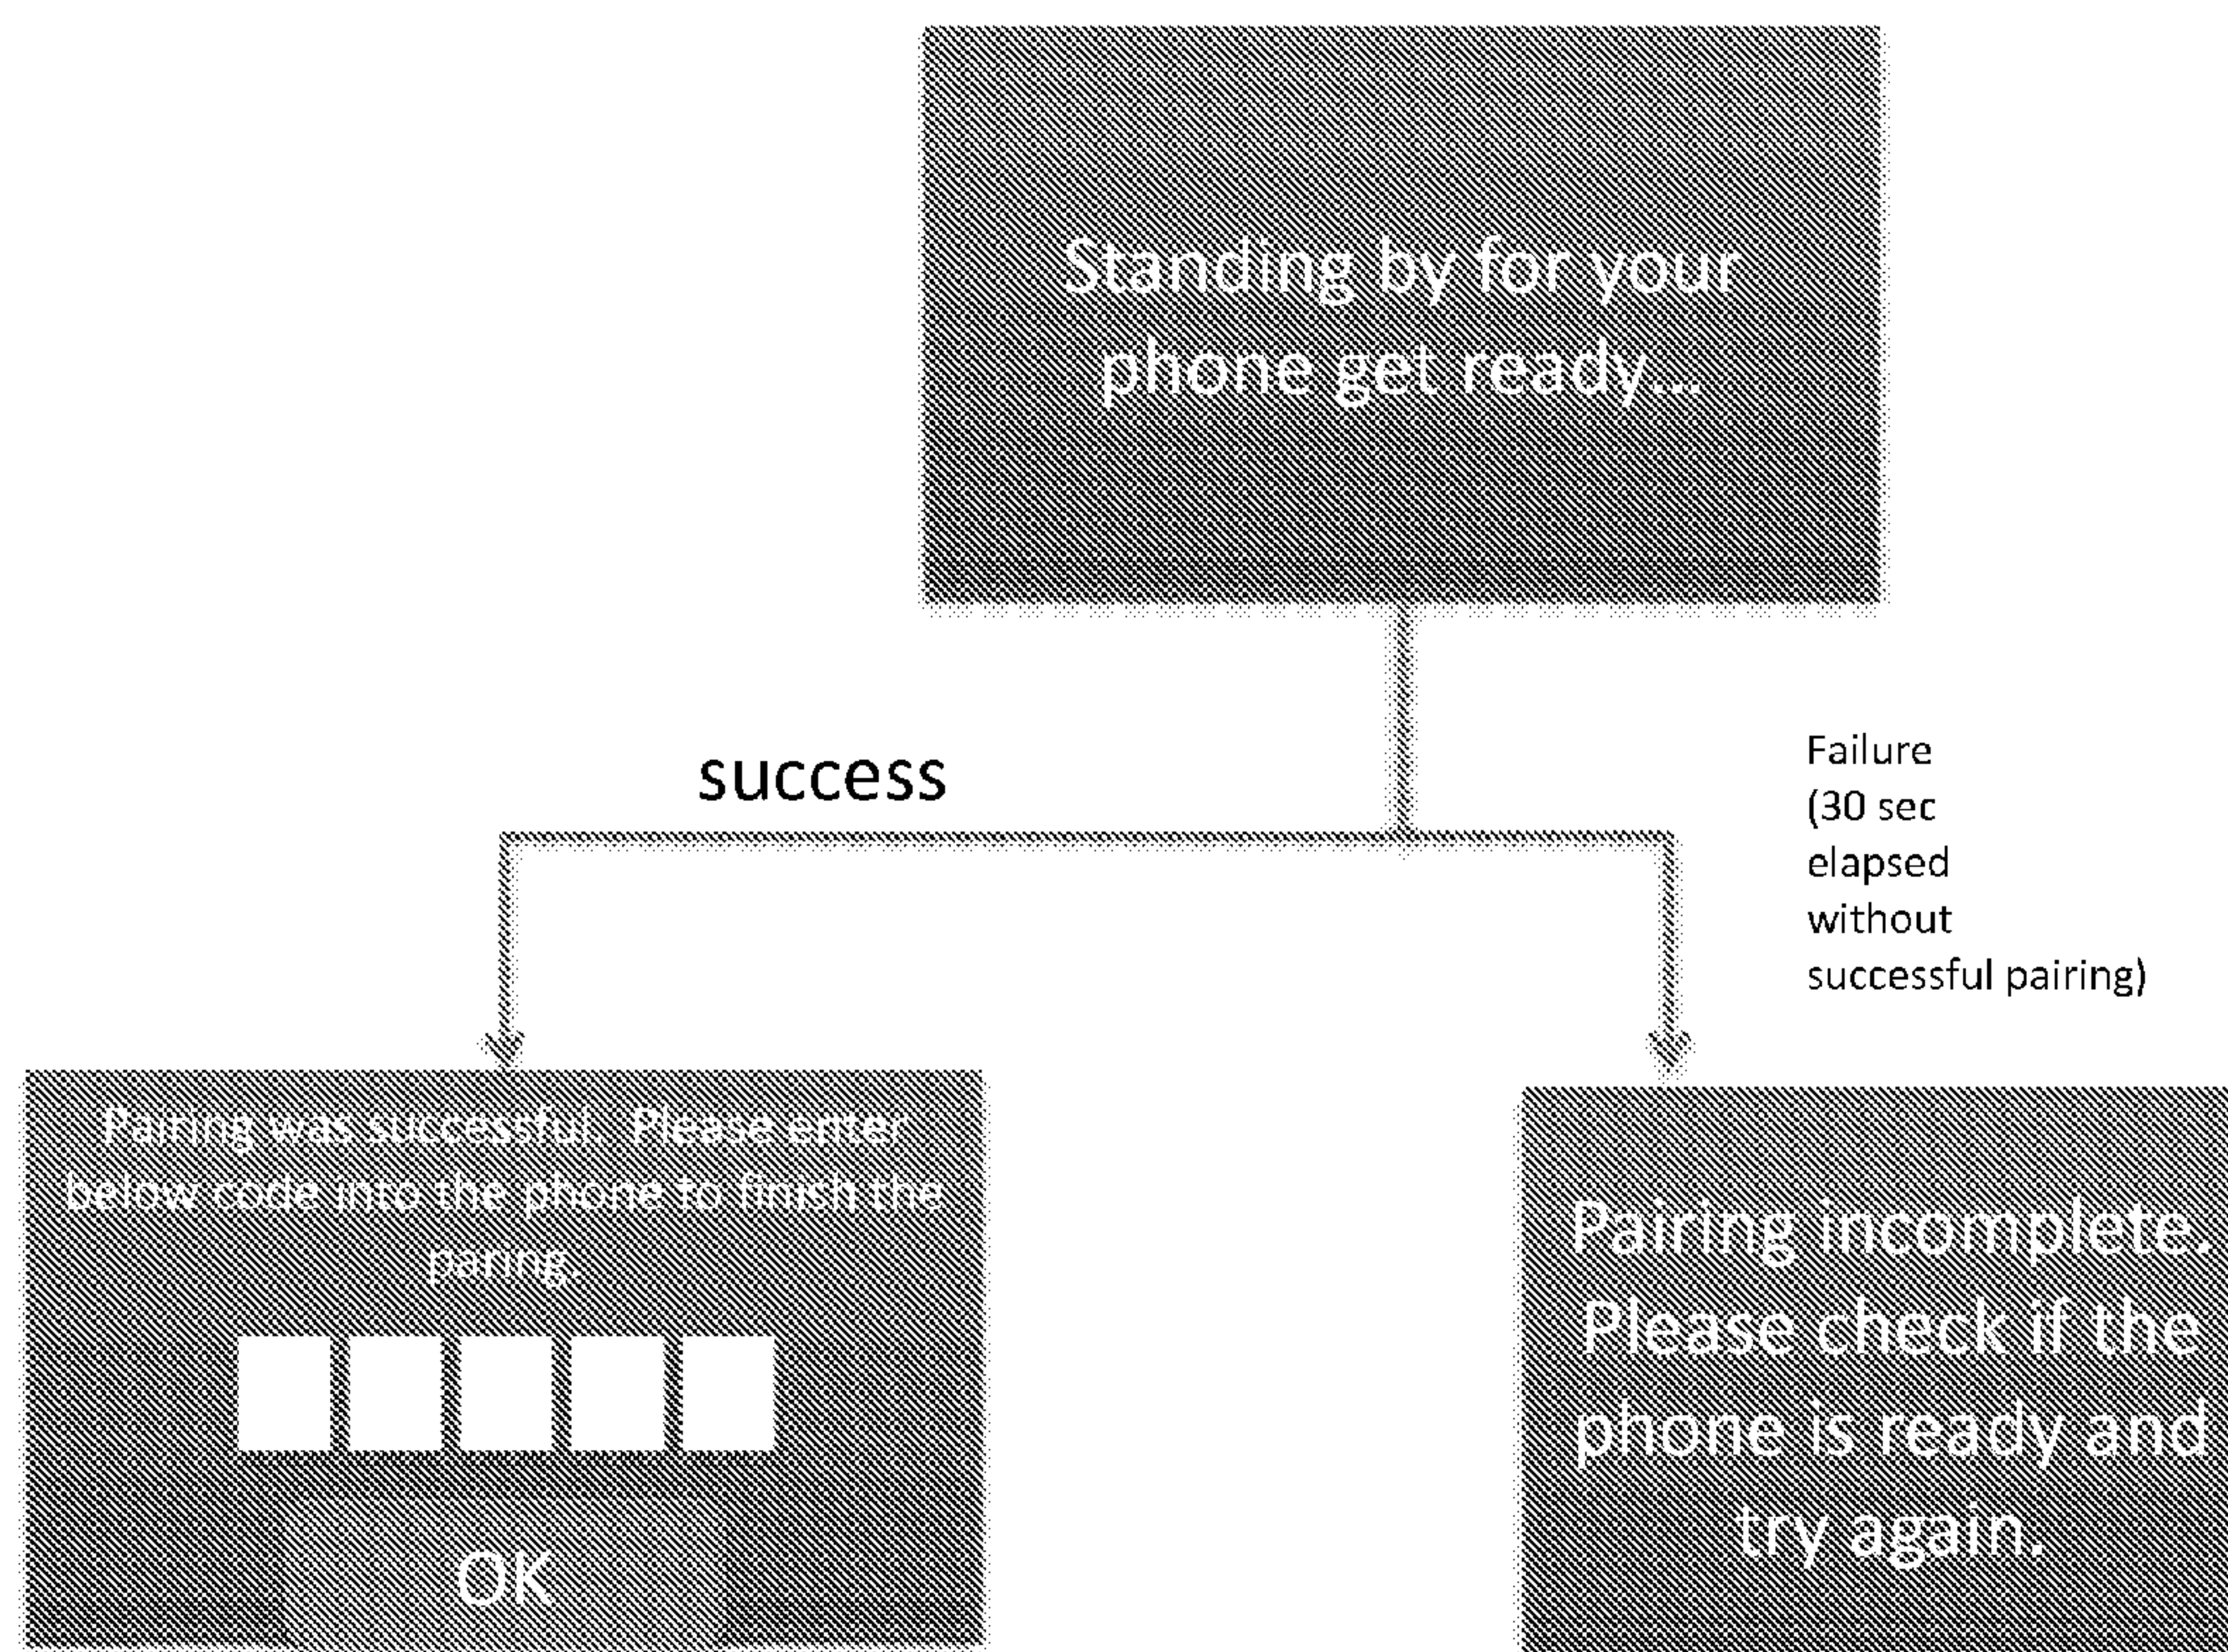 Standing by for your
phone get ready...
success
Failure
(30 sec
elapsed
without
successful pairing)
Pairing was successful. Please enter
below code into the phone to finish the
paring.
OK
Pairing incomplete.
Please check if the
phone is ready and
try again.